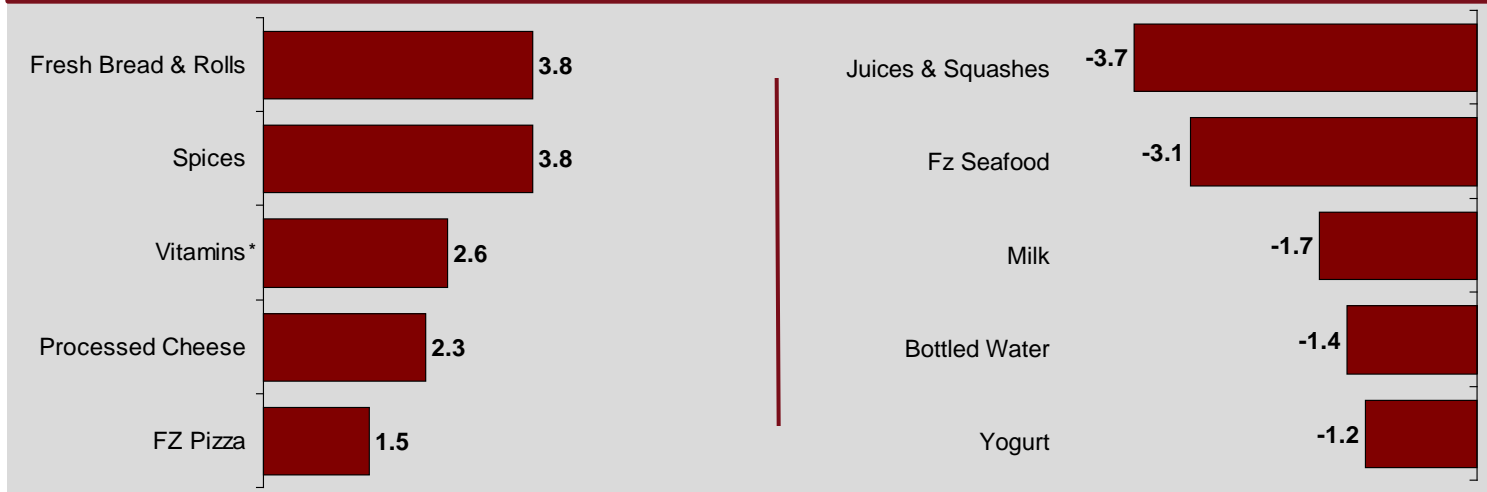 Fresh Bread & Rolls 3.8
Spices 3.8
Vitamins* 2.6
Processed Cheese 2.3
FZ Pizza 1.5
Juices & Squashes -3.7
Fz Seafood -3.1
Milk -1.7
Bottled Water -1.4
Yogurt -1.2